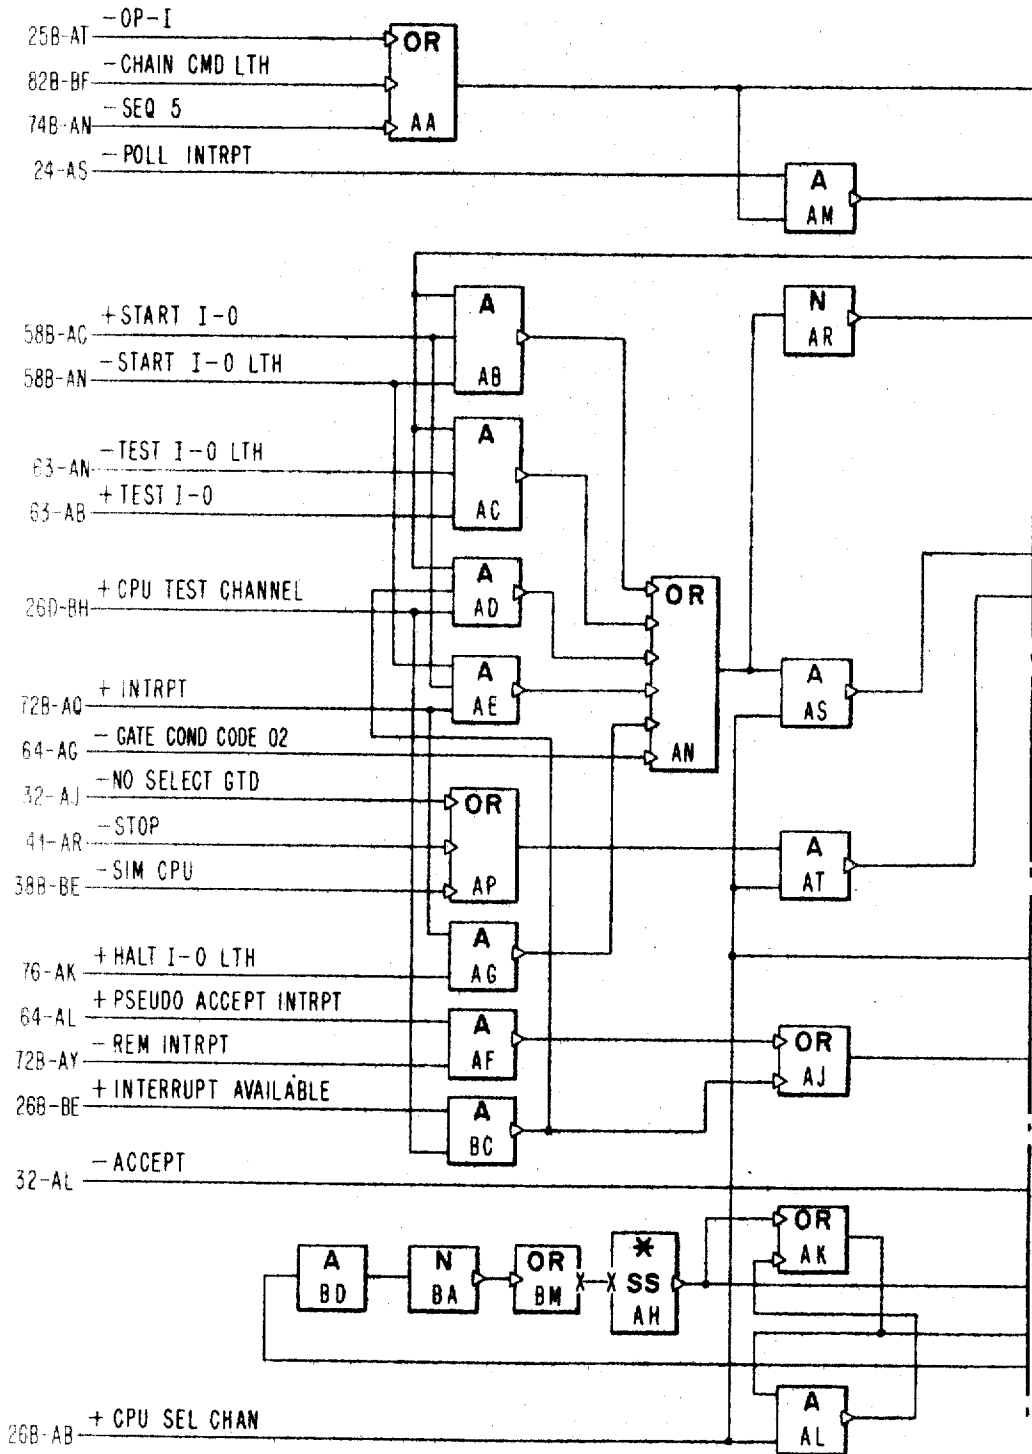 -OP-I
25B-AT
OR
-CHAIN CMD LTH
82B-BF
-SEQ 5
74B-AN
AA
-POLL INTRPT
24-AS
A
AM
+START I-O
58B-AC
A
N
AR
-START I-O LTH
58B-AN
AB
-TEST I-O LTH
63-AN
A
+TEST I-O
63-AB
AC
+CPU TEST CHANNEL
26D-BH
A
AD
OR
+ INTRPT
72B-AQ
A
AE
A
AS
- GATE COND CODE 02
64-AG
AN
-NO SELECT GTD
32-AJ
OR
-STOP
44-AR
A
AT
-SIM CPU
38B-BE
AP
+HALT I-O LTH
76-AK
A
AG
+PSEUDO ACCEPT INTRPT
64-AL
A
AF
OR
AJ
- REM INTRPT
72B-AY
+INTERRUPT AVAILABLE
26B-BE
A
BC
-ACCEPT
32-AL
OR
AK
A
BD
N
BA
OR
BM
X X
*
SS
AH
+ CPU SEL CHAN
26B-AB
A
AL